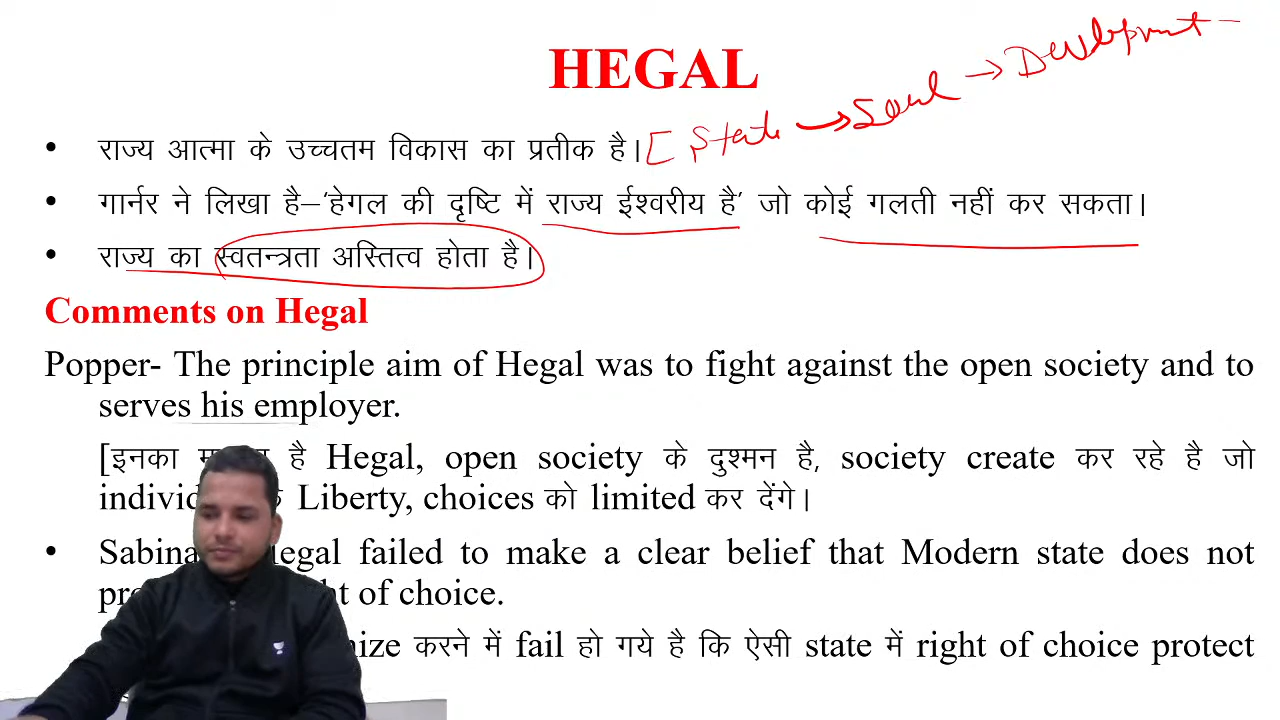 HEGAL
[ State → Soul → Development
• राज्य आत्मा के उच्चतम विकास का प्रतीक है।
• गार्नर ने लिखा है–'हेगल की दृष्टि में राज्य ईश्वरीय है' जो कोई गलती नहीं कर सकता।
• राज्य का स्वतन्त्रता अस्तित्व होता है।
Comments on Hegal
Popper- The principle aim of Hegal was to fight against the open society and to
serves his employer.
[इनका है Hegal, open society के दुश्मन है, society create कर रहे है जो
Liberty, choices को limited कर देंगे।
• Hegal failed to make a clear belief that Modern state does not
of choice.
करने में fail हो गये है कि ऐसी state में right of choice protect